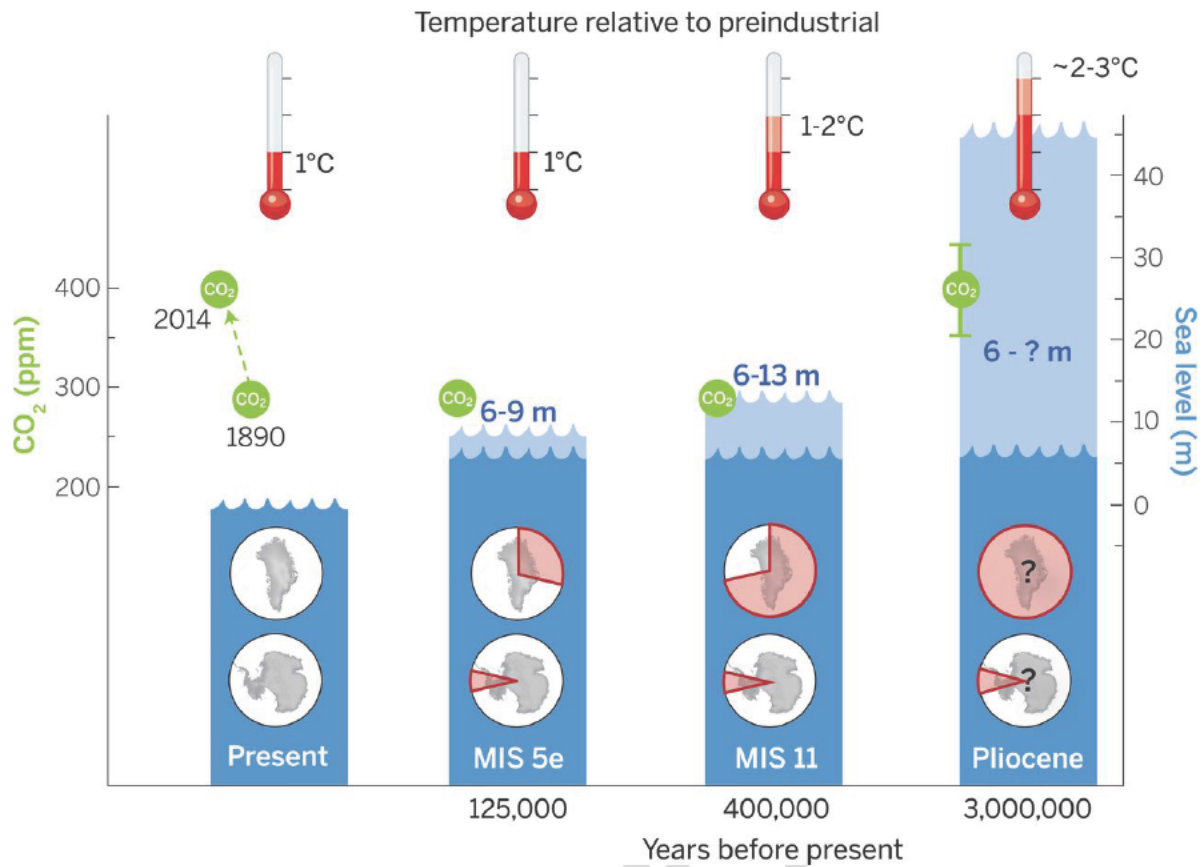 Temperature relative to preindustrial
1°C
1°C
1-2°C
~2-3°C
CO₂ (ppm)
400
300
200
CO₂
2014
CO₂
1890
CO₂
6-9 m
CO₂
6-13 m
CO₂
6 - ? m
Sea level (m)
40
30
20
10
0
?
?
Present
MIS 5e
MIS 11
Pliocene
125,000
400,000
3,000,000
Years before present